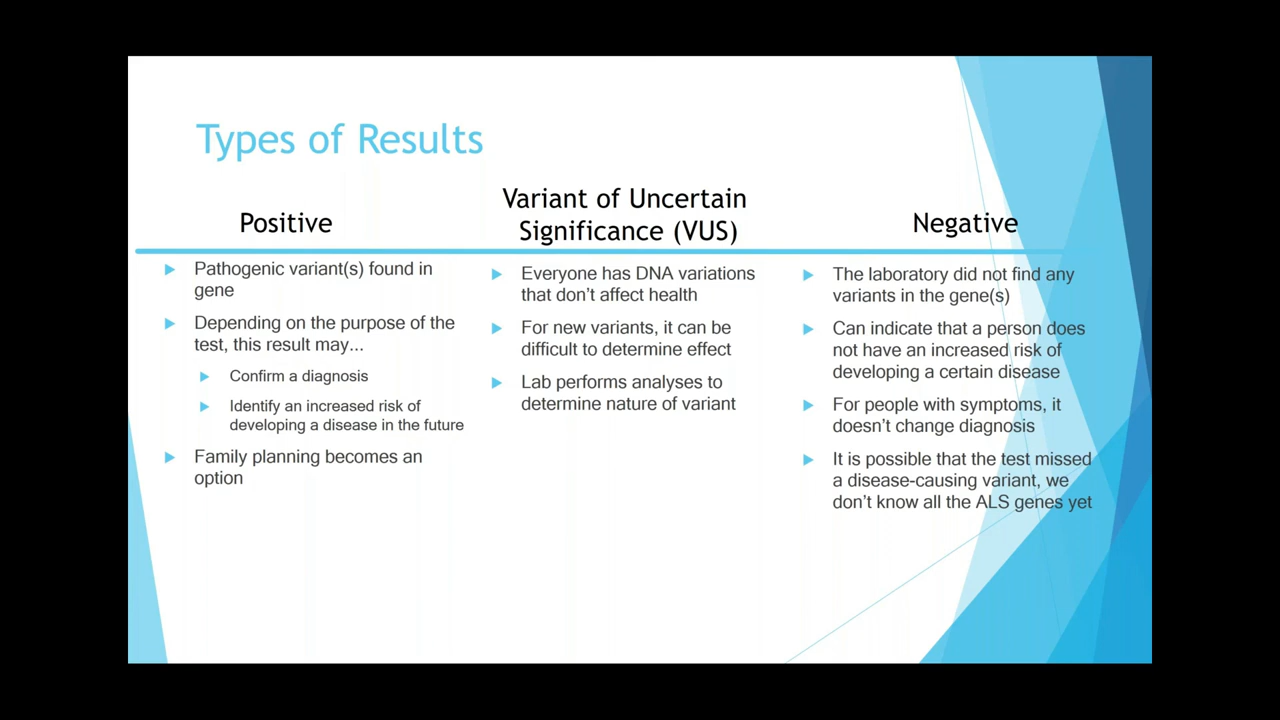 Types of Results
Positive
Pathogenic variant(s) found in
gene
Depending on the purpose of the
test, this result may...
Confirm a diagnosis
Identify an increased risk of
developing a disease in the future
Family planning becomes an
option
Variant of Uncertain
Significance (VUS)
Everyone has DNA variations
that don’t affect health
For new variants, it can be
difficult to determine effect
Lab performs analyses to
determine nature of variant
Negative
The laboratory did not find any
variants in the gene(s)
Can indicate that a person does
not have an increased risk of
developing a certain disease
For people with symptoms, it
doesn’t change diagnosis
It is possible that the test missed
a disease-causing variant, we
don’t know all the ALS genes yet